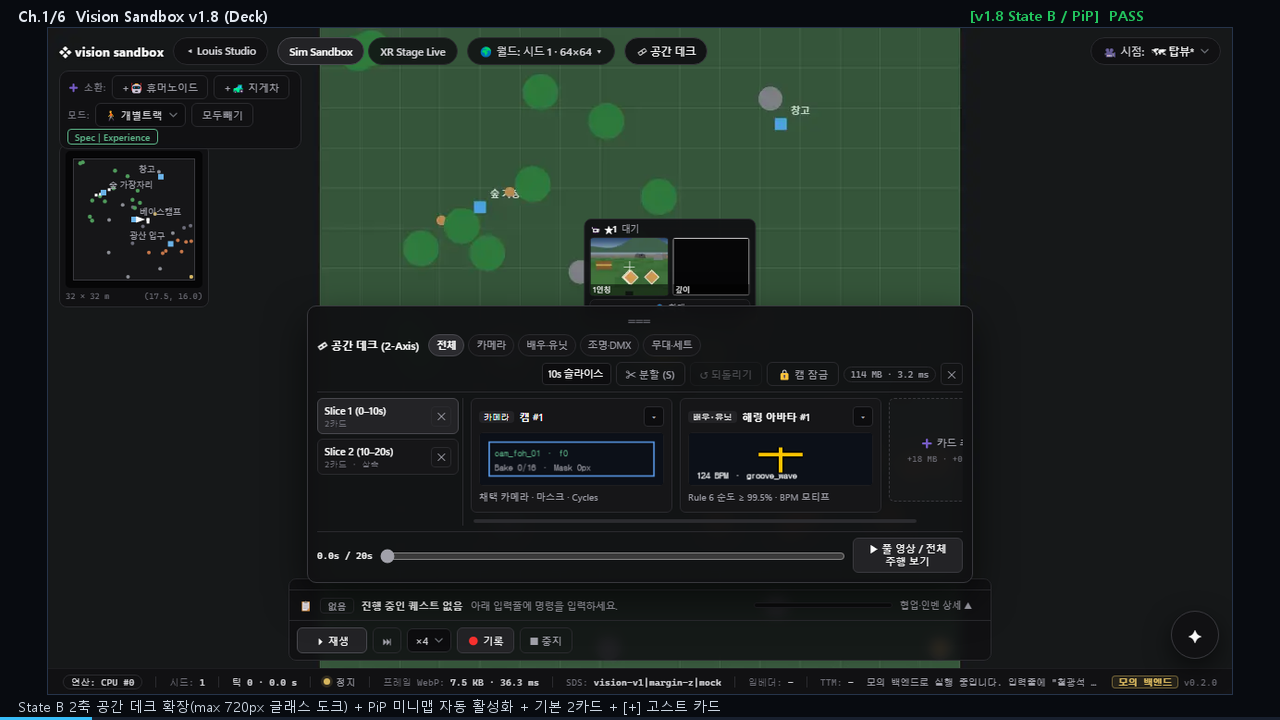 Ch.1/6 Vision Sandbox v1.8 (Deck)
[v1.8 State B / PiP] PASS
vision sandbox
Louis Studio
Sim Sandbox
XR Stage Live
월드: 시드 1 · 64×64
공간 데크
시점: 탑뷰*
소환:
+ 휴머노이드
+ 지게차
모드:
개별트랙
모두빼기
Spec | Experience
창고
숲 가장자리
베이스캠프
광산 입구
32 × 32 m
(17.5, 16.0)
창고
★1 대기
1인칭
깊이
공간 데크 (2-Axis)
전체
카메라
배우·유닛
조명·DMX
무대·세트
10s 슬라이스
분할 (S)
되돌리기
캡 잠금
114 MB · 3.2 ms
Slice 1 (0–10s)
2카드
Slice 2 (10–20s)
카메라
캠 #1
cam_foh_01 · f0
Bake 0/16 · Mask 0px
채택 카메라 · 마스크 · Cycles
배우·유닛
해령 아바타 #1
124 BPM · groove_wave
Rule 6 순도 ≥ 99.5% · BPM 모티프
+ 카드
+18 MB · +0
0.0s / 20s
▶ 풀 영상 / 전체
주행 보기
없음
진행 중인 퀘스트 없음
아래 입력풀에 명령을 입력하세요.
협업·인벤 상세 ▲
재생
×4
기록
중지
연산: CPU #0
시드: 1
틱 0 · 0.0 s
정지
프레임 WebP: 7.5 KB · 36.3 ms
SDS: vision-v1|margin-z|mock
임베더: —
TTM: —
모의 백엔드로 실행 중입니다. 입력풀에 "철광석 …
모의 백엔드
v0.2.0
State B 2축 공간 데크 확장(max 720px 글래스 도크) + PiP 미니맵 자동 활성화 + 기본 2카드 + [+] 고스트 카드